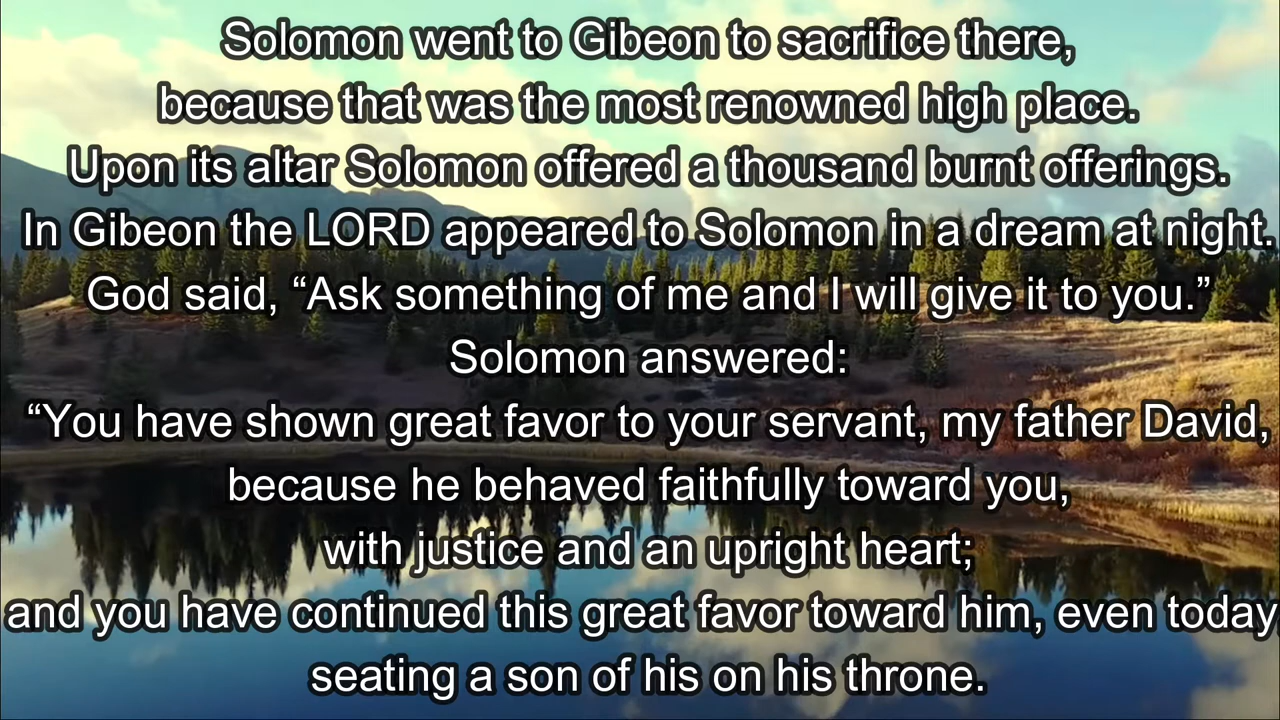 Solomon went to Gibeon to sacrifice there,
because that was the most renowned high place.
Upon its altar Solomon offered a thousand burnt offerings.
In Gibeon the LORD appeared to Solomon in a dream at night.
God said, “Ask something of me and I will give it to you.”
Solomon answered:
“You have shown great favor to your servant, my father David,
because he behaved faithfully toward you,
with justice and an upright heart;
and you have continued this great favor toward him, even today
seating a son of his on his throne.